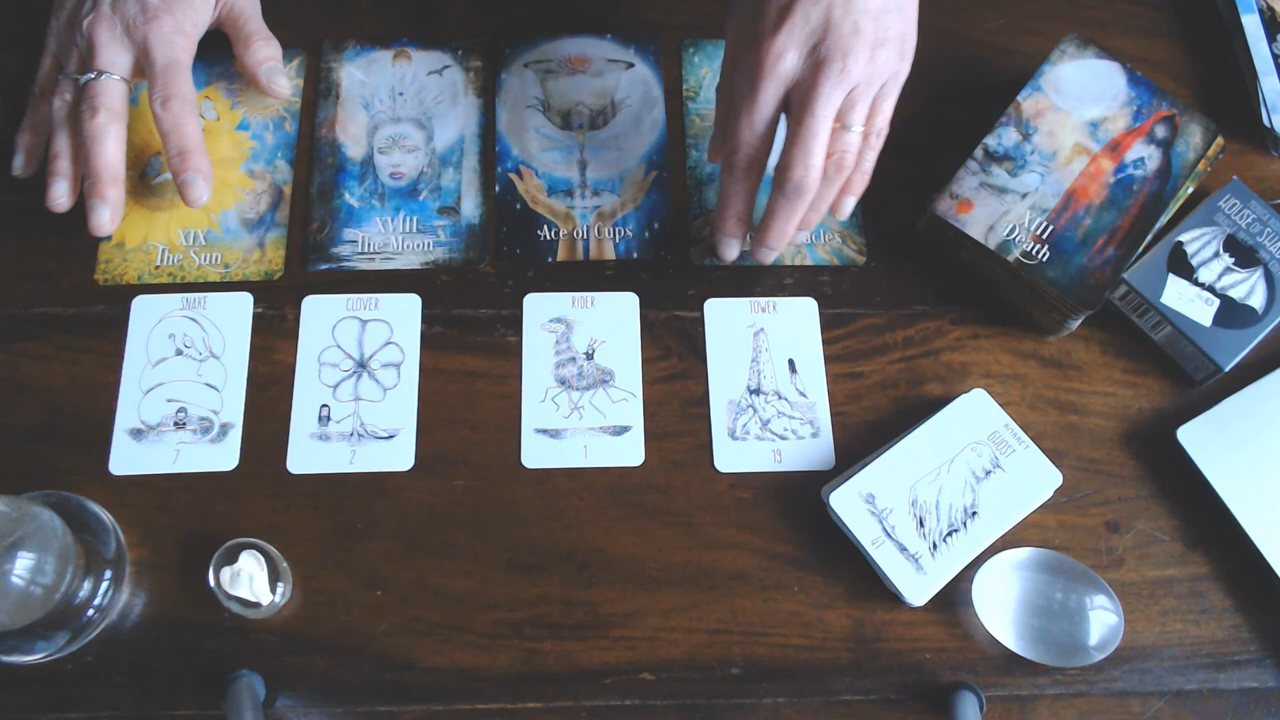 XIX
The Sun
XVIII
The Moon
Ace of Cups
XIII
Death
HOUSE OF
SNAKE
7
CLOVER
2
RIDER
1
TOWER
19
GHOST
47